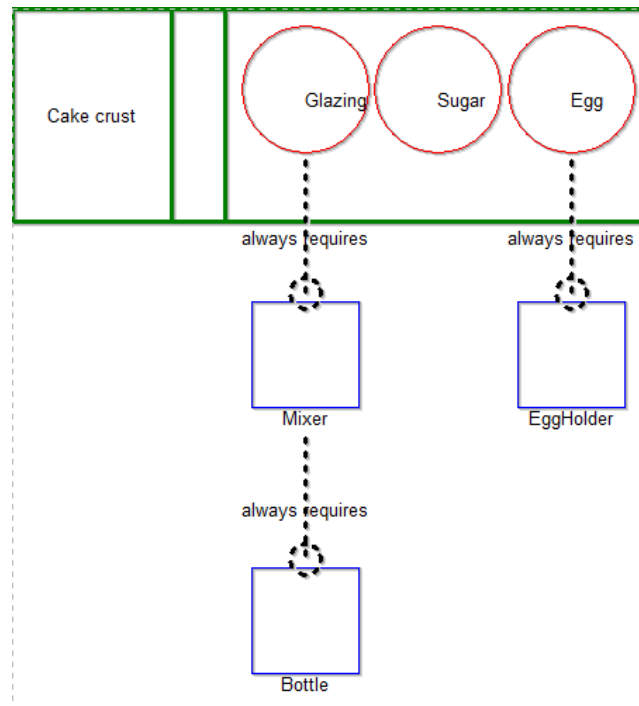 Cake crust
Glazing
Sugar
Egg
always requires
always requires
Mixer
EggHolder
always requires
Bottle